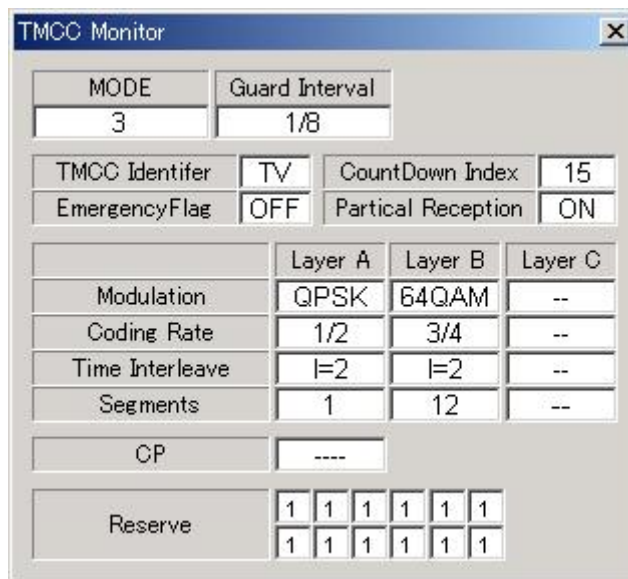 TMCC Monitor
MODE Guard Interval
3 1/8
TMCC Identifer TV CountDown Index 15
EmergencyFlag OFF Partical Reception ON
Layer A Layer B Layer C
Modulation QPSK 64QAM --
Coding Rate 1/2 3/4 --
Time Interleave I=2 I=2 --
Segments 1 12 --
CP ----
Reserve
1 1 1 1 1 1
1 1 1 1 1 1